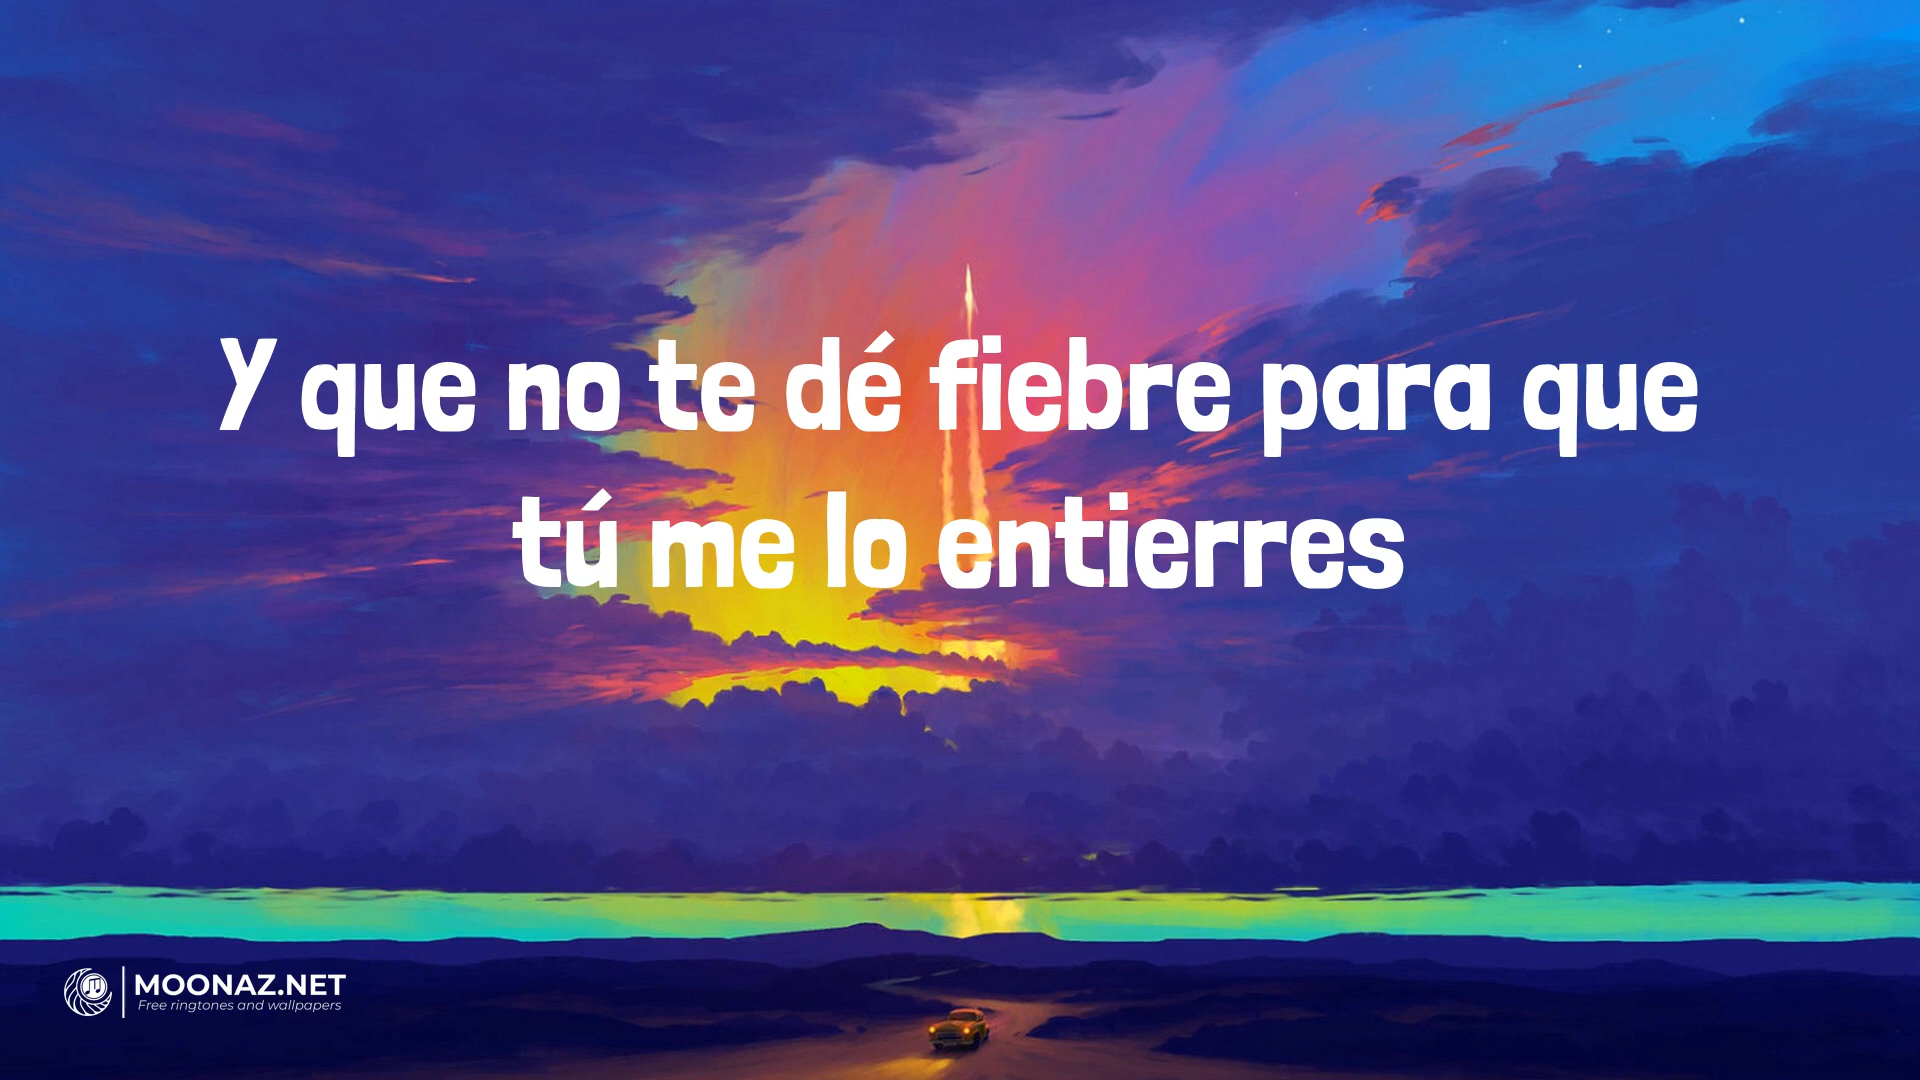 Y que no te dé fiebre para que
tú me lo entierres
MOONAZ.NET
Free ringtones and wallpapers